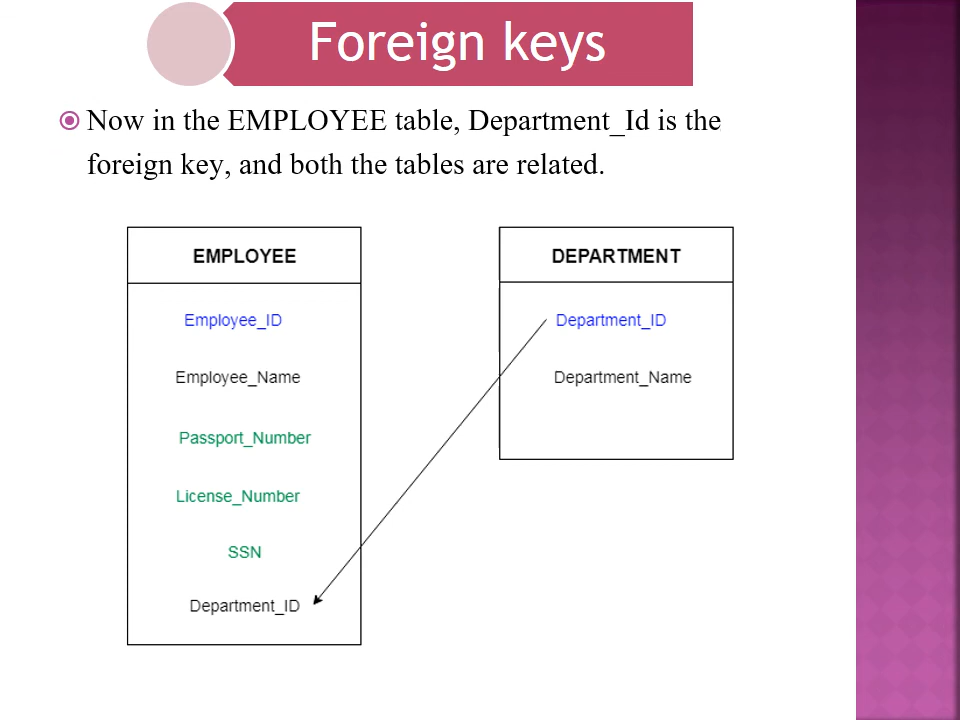 Foreign keys
Now in the EMPLOYEE table, Department_Id is the
foreign key, and both the tables are related.
EMPLOYEE
Employee_ID
Employee_Name
Passport_Number
License_Number
SSN
Department_ID
DEPARTMENT
Department_ID
Department_Name